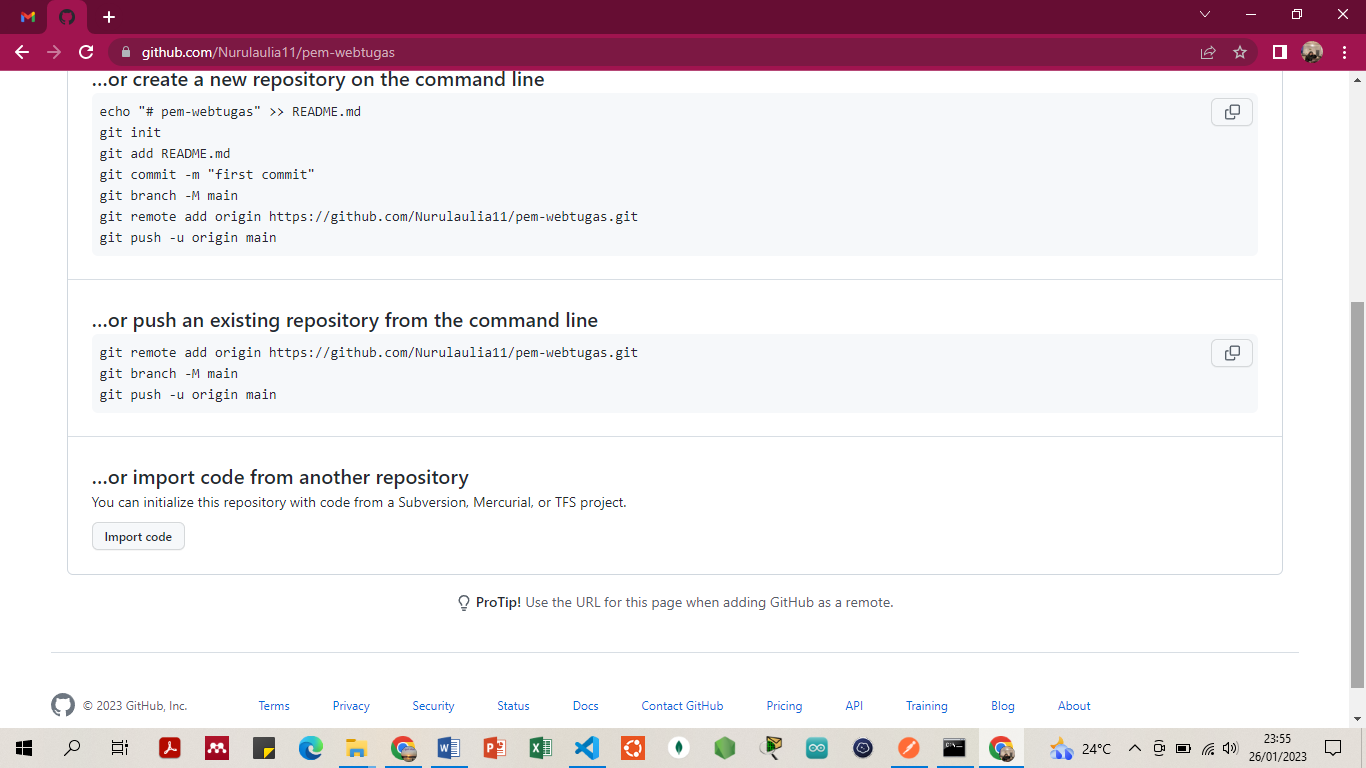 github.com/Nurulaulia11/pem-webtugas
...or create a new repository on the command line
echo "# pem-webtugas" >> README.md
git init
git add README.md
git commit -m "first commit"
git branch -M main
git remote add origin https://github.com/Nurulaulia11/pem-webtugas.git
git push -u origin main
...or push an existing repository from the command line
git remote add origin https://github.com/Nurulaulia11/pem-webtugas.git
git branch -M main
git push -u origin main
...or import code from another repository
You can initialize this repository with code from a Subversion, Mercurial, or TFS project.
Import code
ProTip! Use the URL for this page when adding GitHub as a remote.
© 2023 GitHub, Inc. Terms Privacy Security Status Docs Contact GitHub Pricing API Training Blog About
24°C
23:55
26/01/2023